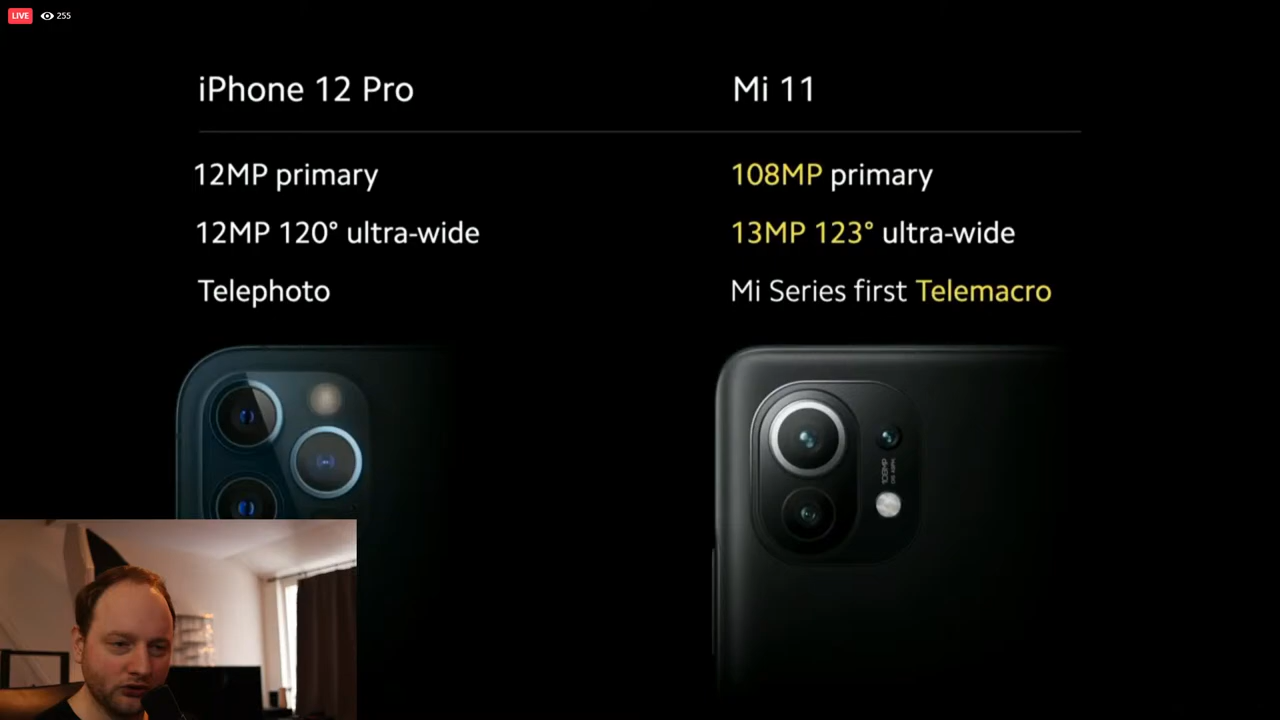 LIVE 255
iPhone 12 Pro
Mi 11
12MP primary
108MP primary
12MP 120° ultra-wide
13MP 123° ultra-wide
Telephoto
Mi Series first Telemacro
108MP